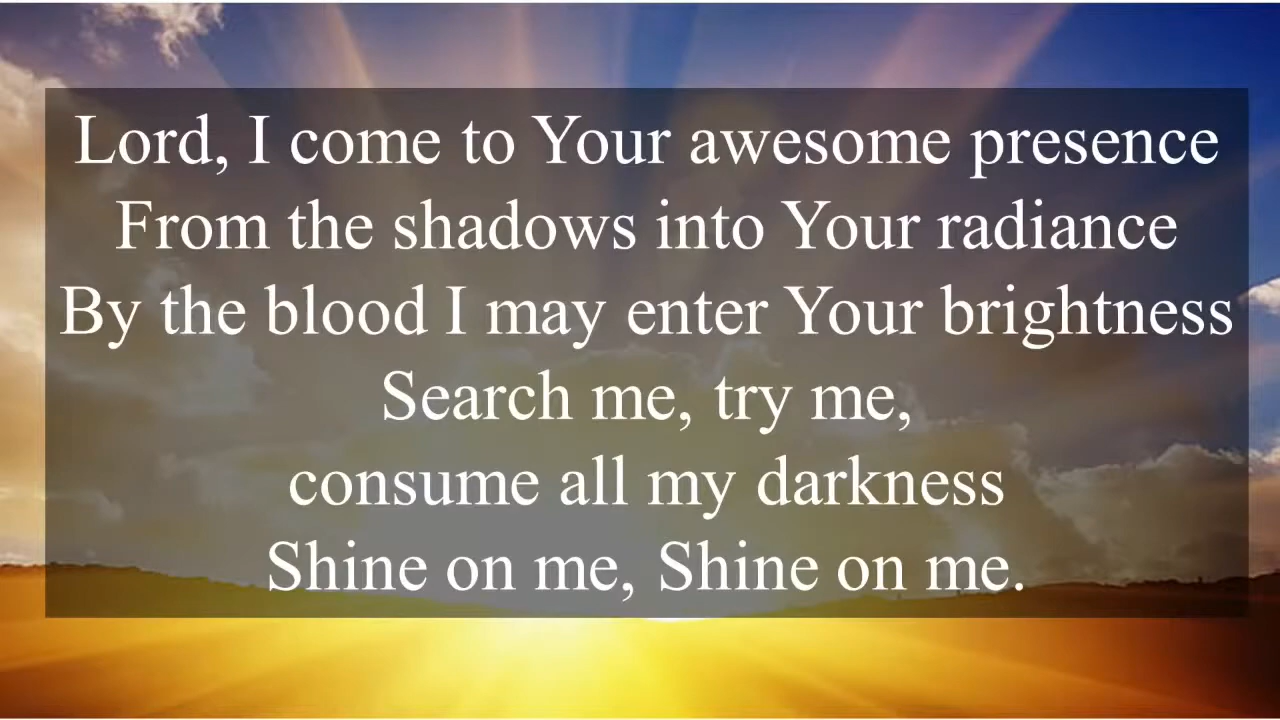 Lord, I come to Your awesome presence
From the shadows into Your radiance
By the blood I may enter Your brightness
Search me, try me,
consume all my darkness
Shine on me, Shine on me.